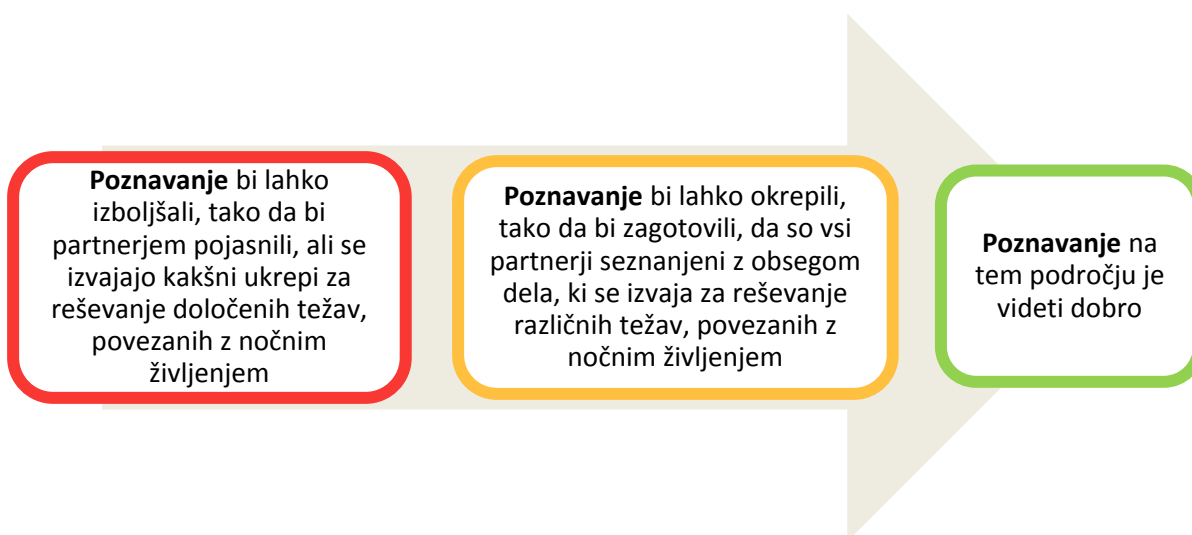 Poznavanje bi lahko
izboljšali, tako da bi
partnerjem pojasnili, ali se
izvajajo kakšni ukrepi za
reševanje določenih težav,
povezanih z nočnim
življenjem
Poznavanje bi lahko okrepili,
tako da bi zagotovili, da so vsi
partnerji seznanjeni z obsegom
dela, ki se izvaja za reševanje
različnih težav, povezanih z
nočnim življenjem
Poznavanje na
tem področju je
videti dobro